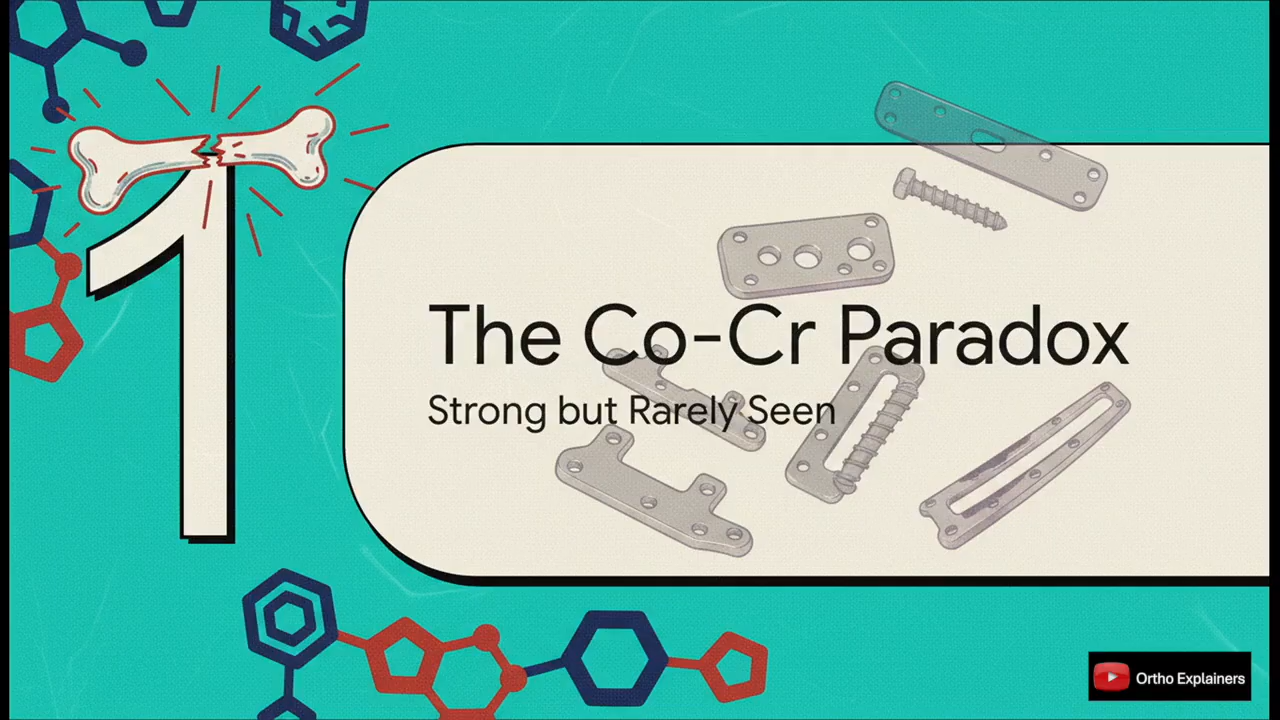 1
The Co-Cr Paradox
Strong but Rarely Seen
Ortho Explainers